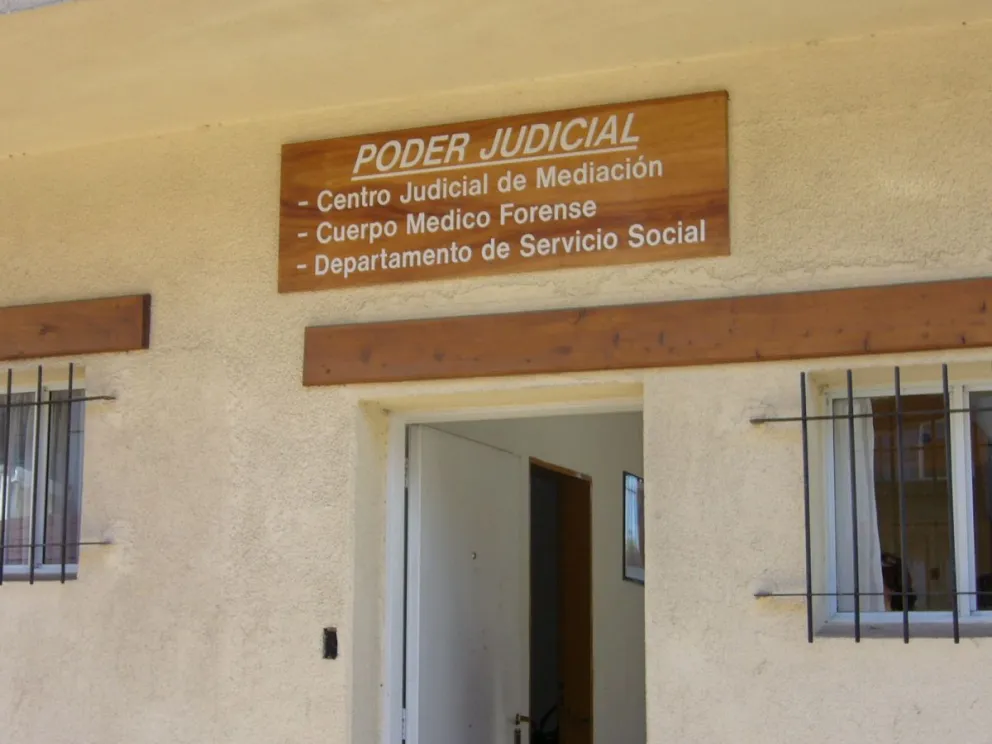 PODER JUDICIAL
- Centro Judicial de Mediación
- Cuerpo Medico Forense
- Departamento de Servicio Social